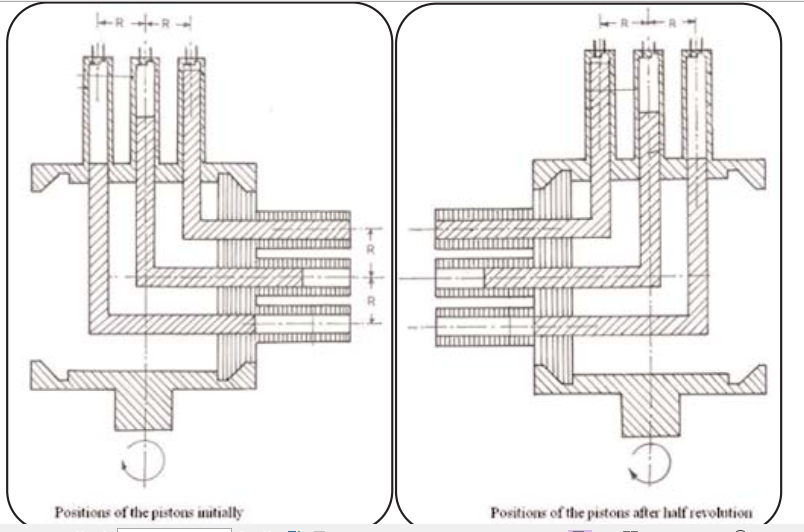 R R
R R
R
R
Positions of the pistons initially
Positions of the pistons after half revolution